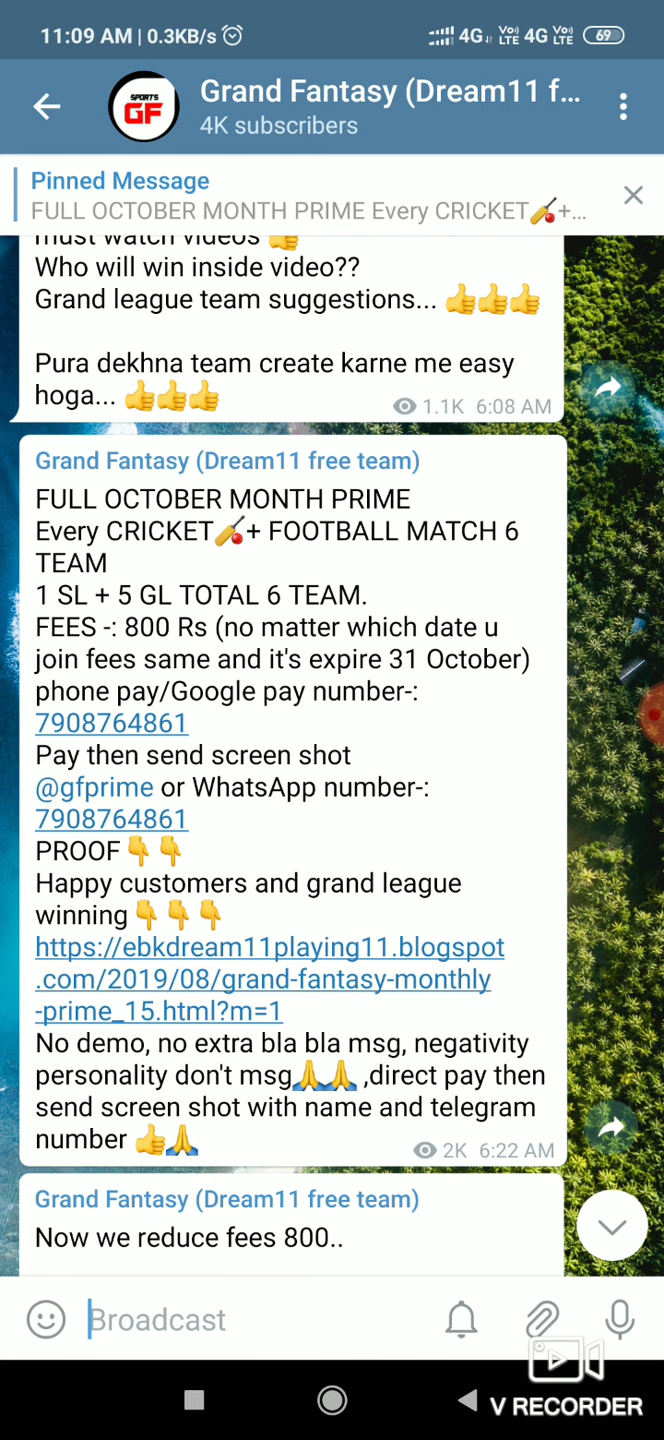 11:09 AM | 0.3KB/s
4G VoLTE 4G VoLTE 69
SPORTS
GF
Grand Fantasy (Dream11 f...
4K subscribers
Pinned Message
FULL OCTOBER MONTH PRIME Every CRICKET🏏+...
must watch videos 👍
Who will win inside video??
Grand league team suggestions... 👍👍👍
Pura dekhna team create karne me easy
hoga... 👍👍👍
1.1K 6:08 AM
Grand Fantasy (Dream11 free team)
FULL OCTOBER MONTH PRIME
Every CRICKET🏏+ FOOTBALL MATCH 6
TEAM
1 SL + 5 GL TOTAL 6 TEAM.
FEES -: 800 Rs (no matter which date u
join fees same and it's expire 31 October)
phone pay/Google pay number-:
7908764861
Pay then send screen shot
@gfprime or WhatsApp number-:
7908764861
PROOF👇👇
Happy customers and grand league
winning👇👇👇
https://ebkdream11playing11.blogspot
.com/2019/08/grand-fantasy-monthly
-prime_15.html?m=1
No demo, no extra bla bla msg, negativity
personality don't msg🙏🙏 ,direct pay then
send screen shot with name and telegram
number 👍🙏
2K 6:22 AM
Grand Fantasy (Dream11 free team)
Now we reduce fees 800..
Broadcast
V RECORDER